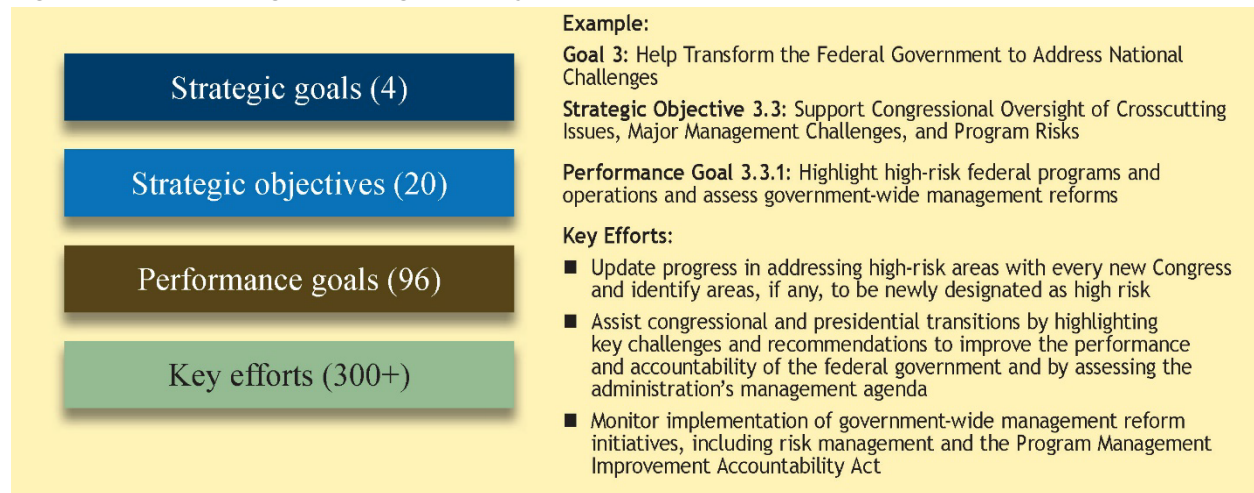 Strategic goals (4)
Strategic objectives (20)
Performance goals (96)
Key efforts (300+)
Example:
Goal 3: Help Transform the Federal Government to Address National
Challenges
Strategic Objective 3.3: Support Congressional Oversight of Crosscutting
Issues, Major Management Challenges, and Program Risks
Performance Goal 3.3.1: Highlight high-risk federal programs and
operations and assess government-wide management reforms
Key Efforts:
■ Update progress in addressing high-risk areas with every new Congress
and identify areas, if any, to be newly designated as high risk
■ Assist congressional and presidential transitions by highlighting
key challenges and recommendations to improve the performance
and accountability of the federal government and by assessing the
administration's management agenda
■ Monitor implementation of government-wide management reform
initiatives, including risk management and the Program Management
Improvement Accountability Act